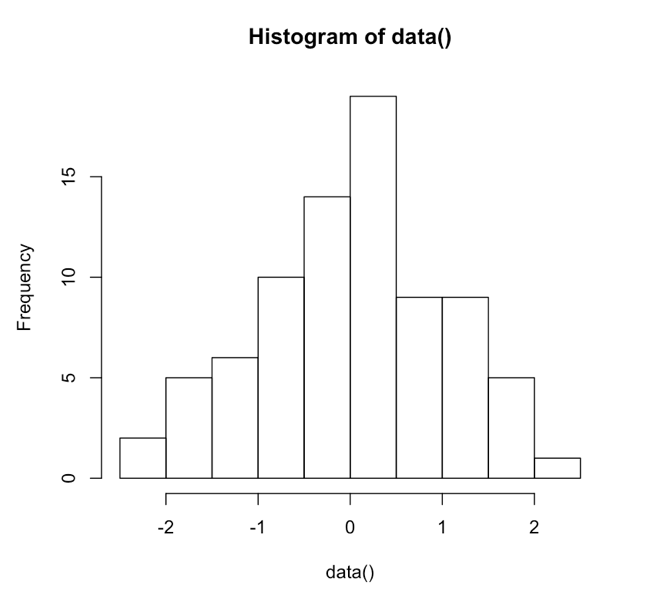 Histogram of data()
Frequency
15
10
5
0
-2 -1 0 1 2
data()